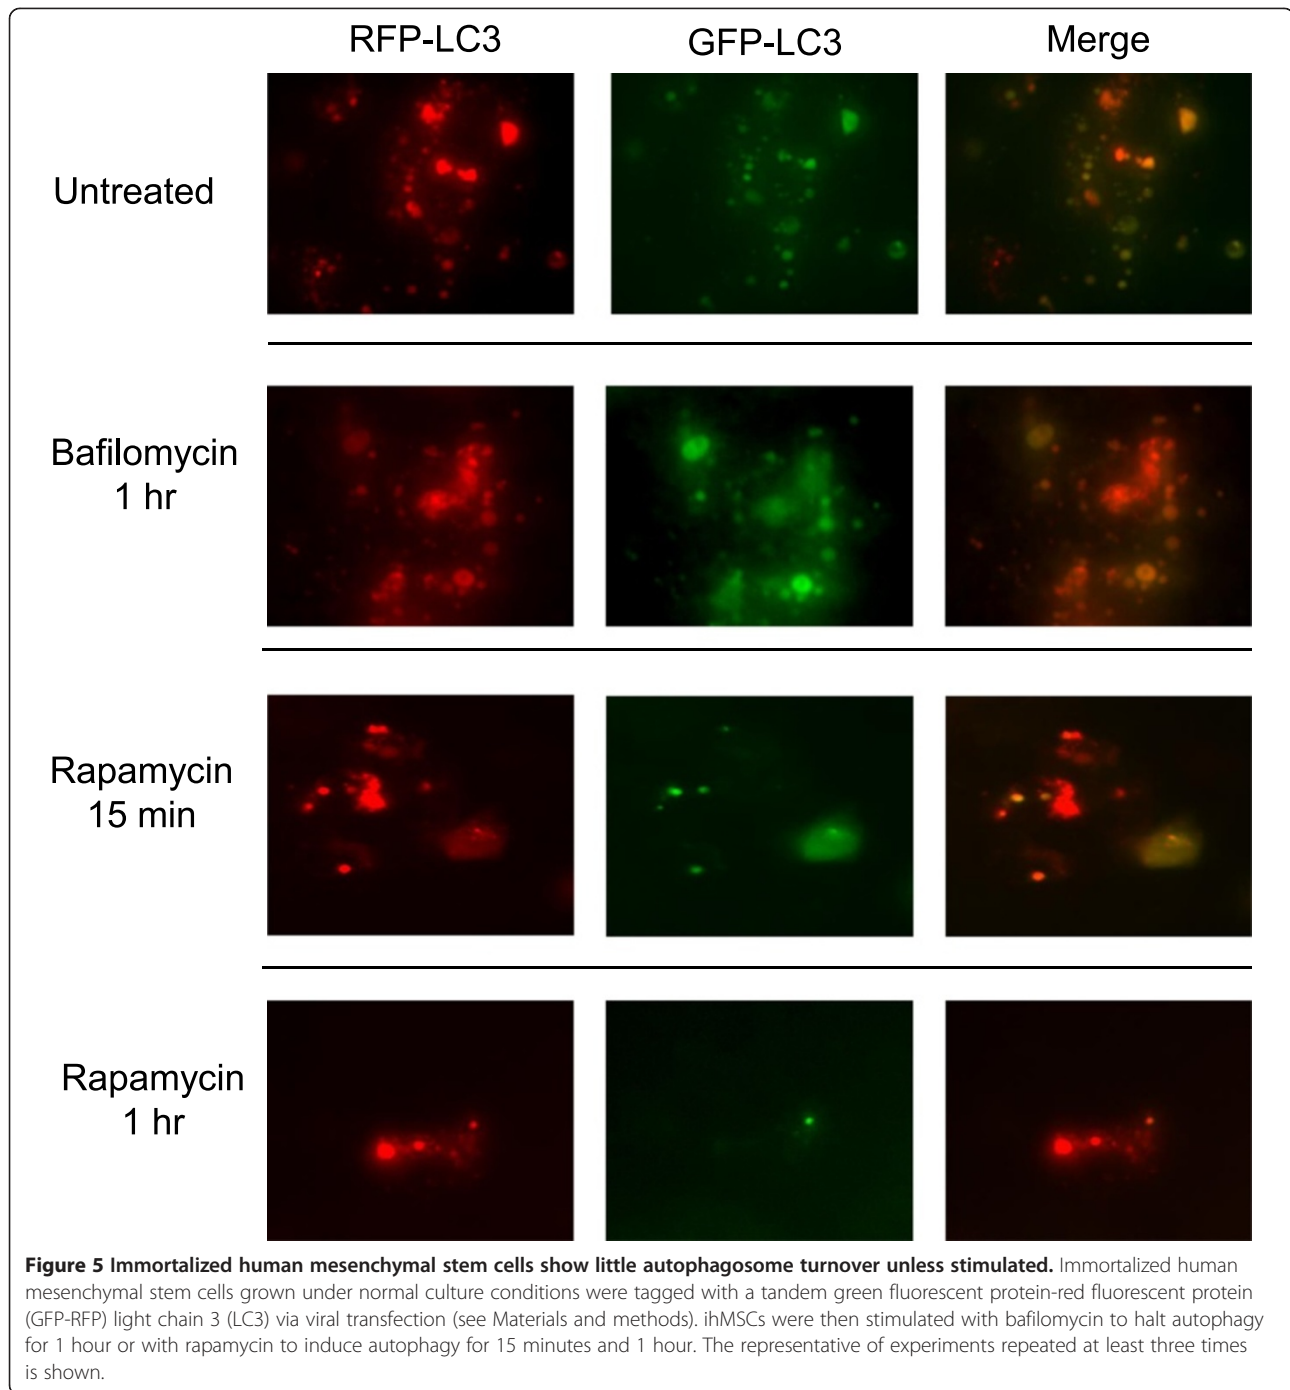 RFP-LC3 GFP-LC3 Merge
Untreated
Bafilomycin
1 hr
Rapamycin
15 min
Rapamycin
1 hr
Figure 5 Immortalized human mesenchymal stem cells show little autophagosome turnover unless stimulated. Immortalized human
mesenchymal stem cells grown under normal culture conditions were tagged with a tandem green fluorescent protein-red fluorescent protein
(GFP-RFP) light chain 3 (LC3) via viral transfection (see Materials and methods). ihMSCs were then stimulated with bafilomycin to halt autophagy
for 1 hour or with rapamycin to induce autophagy for 15 minutes and 1 hour. The representative of experiments repeated at least three times
is shown.